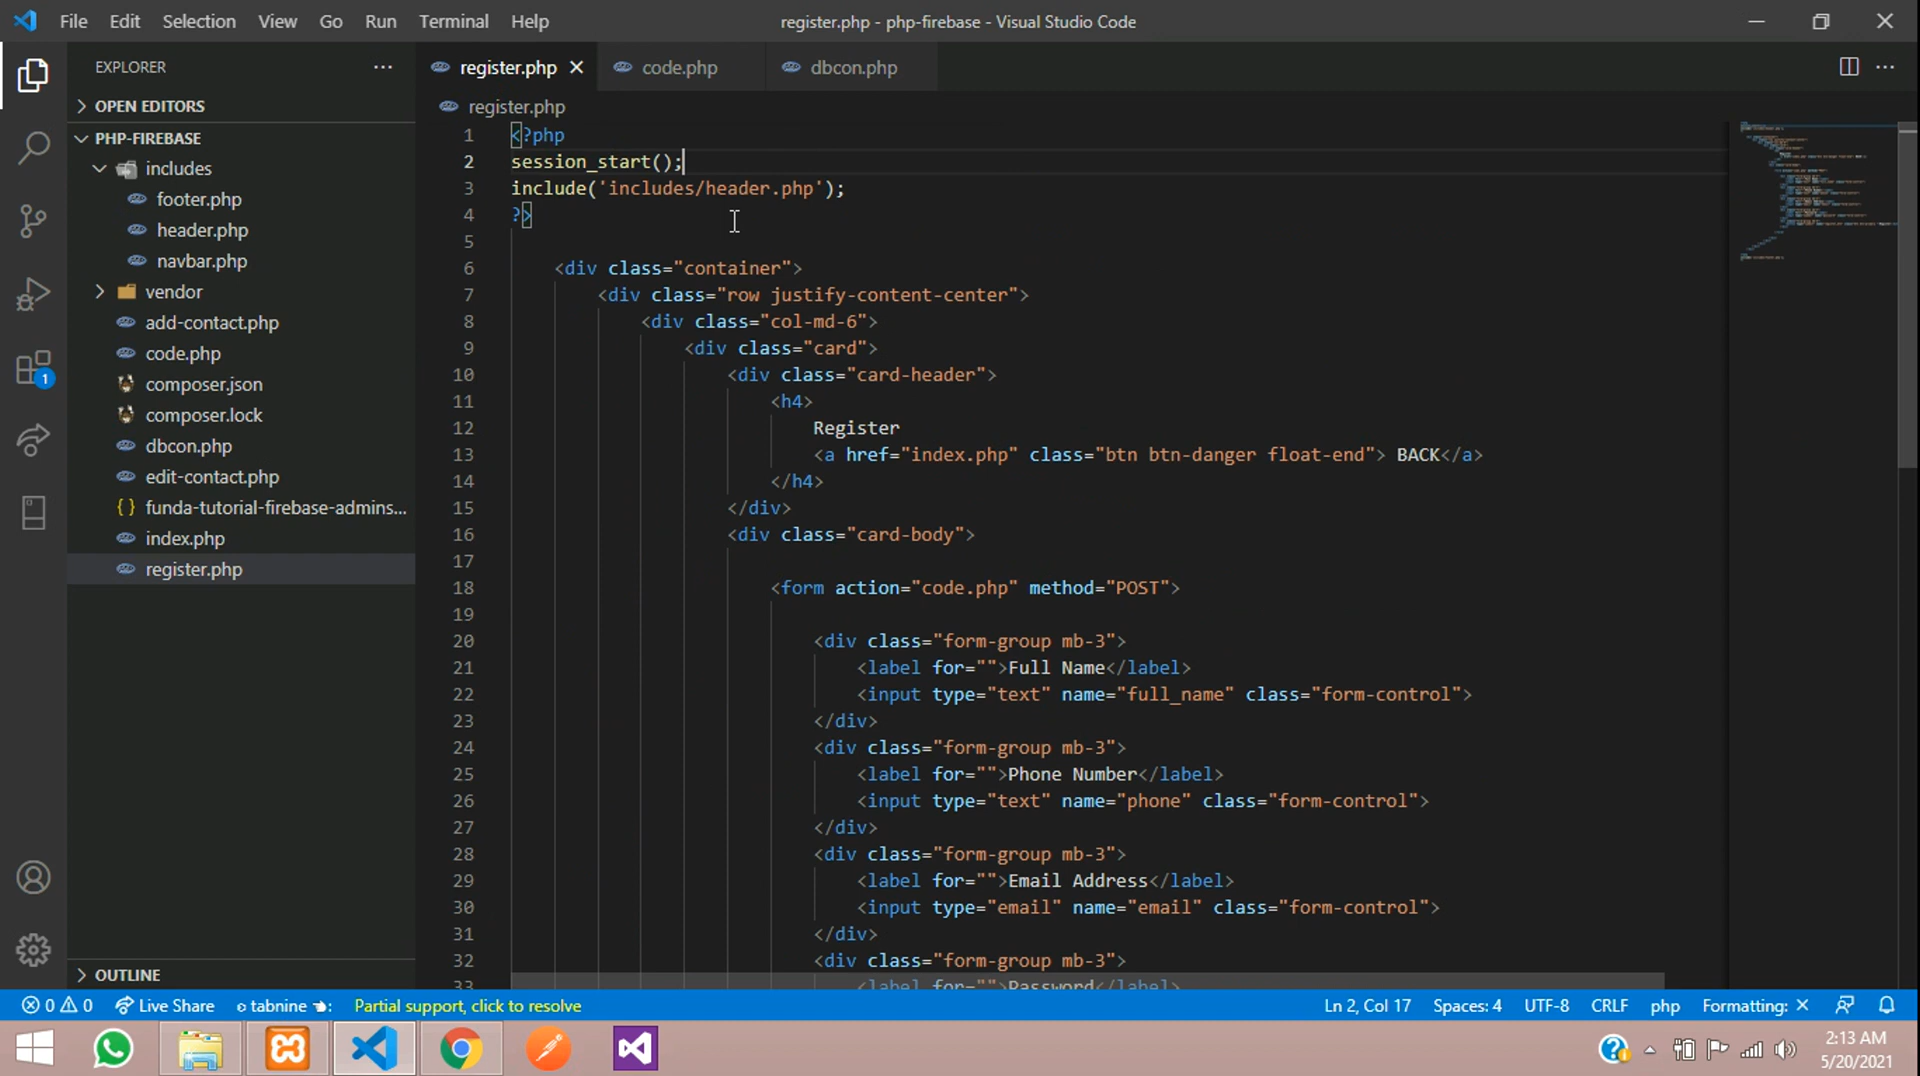 File Edit Selection View Go Run Terminal Help
register.php - php-firebase - Visual Studio Code
EXPLORER
OPEN EDITORS
PHP-FIREBASE
includes
footer.php
header.php
navbar.php
vendor
add-contact.php
code.php
composer.json
composer.lock
dbcon.php
edit-contact.php
{} funda-tutorial-firebase-admins...
index.php
register.php
OUTLINE
1
register.php
code.php
dbcon.php
register.php
1 <?php
2 session_start();
3 include('includes/header.php');
4 ?>
5
6 <div class="container">
7 <div class="row justify-content-center">
8 <div class="col-md-6">
9 <div class="card">
10 <div class="card-header">
11 <h4>
12 Register
13 <a href="index.php" class="btn btn-danger float-end"> BACK</a>
14 </h4>
15 </div>
16 <div class="card-body">
17
18 <form action="code.php" method="POST">
19
20 <div class="form-group mb-3">
21 <label for="">Full Name</label>
22 <input type="text" name="full_name" class="form-control">
23 </div>
24 <div class="form-group mb-3">
25 <label for="">Phone Number</label>
26 <input type="text" name="phone" class="form-control">
27 </div>
28 <div class="form-group mb-3">
29 <label for="">Email Address</label>
30 <input type="email" name="email" class="form-control">
31 </div>
32 <div class="form-group mb-3">
33 <label for="">Password</label>
0 0 Live Share tabnine Partial support, click to resolve
Ln 2, Col 17 Spaces: 4 UTF-8 CRLF php Formatting: ×
2:13 AM
5/20/2021